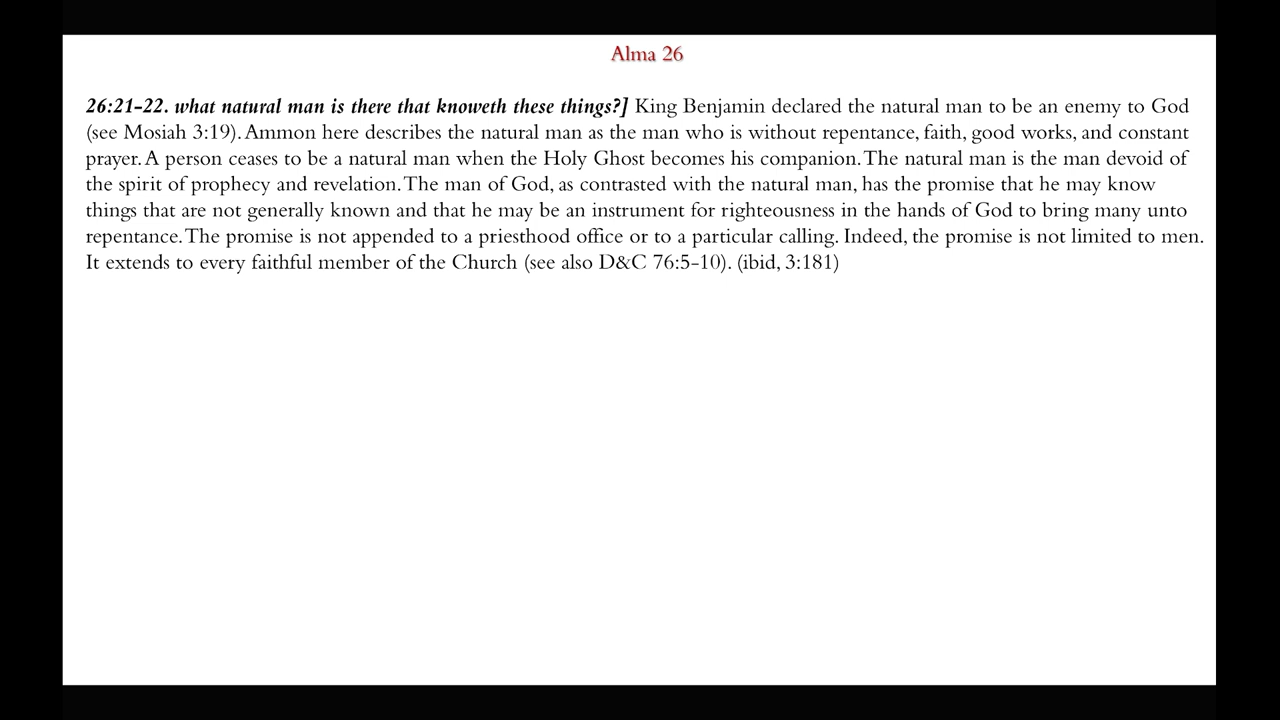 Alma 26
26:21-22. what natural man is there that knoweth these things?] King Benjamin declared the natural man to be an enemy to God
(see Mosiah 3:19). Ammon here describes the natural man as the man who is without repentance, faith, good works, and constant
prayer. A person ceases to be a natural man when the Holy Ghost becomes his companion. The natural man is the man devoid of
the spirit of prophecy and revelation. The man of God, as contrasted with the natural man, has the promise that he may know
things that are not generally known and that he may be an instrument for righteousness in the hands of God to bring many unto
repentance. The promise is not appended to a priesthood office or to a particular calling. Indeed, the promise is not limited to men.
It extends to every faithful member of the Church (see also D&C 76:5-10). (ibid, 3:181)